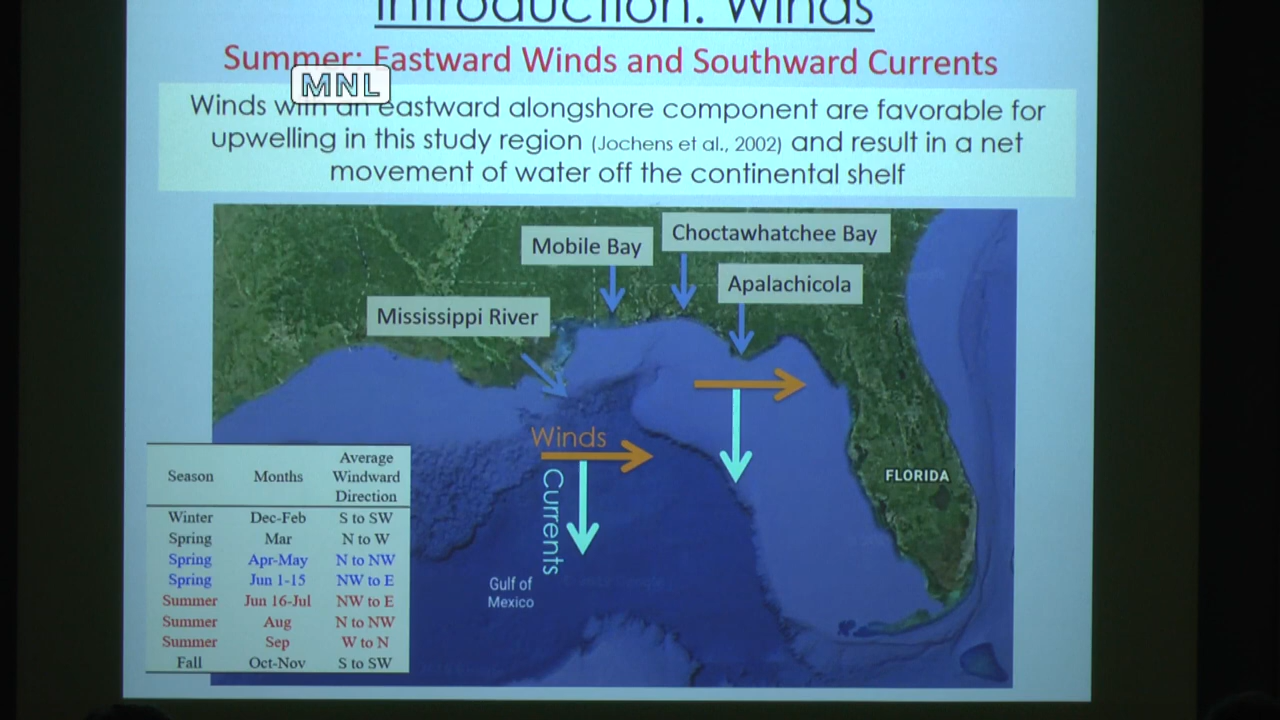 Introduction: Winds
Summer: Eastward Winds and Southward Currents
MNL
Winds with an eastward alongshore component are favorable for
upwelling in this study region (Jochens et al., 2002) and result in a net
movement of water off the continental shelf
Mobile Bay
Choctawhatchee Bay
Apalachicola
Mississippi River
Winds
Currents
FLORIDA
Gulf of
Mexico
Season Months Average Windward Direction
Winter Dec-Feb S to SW
Spring Mar N to W
Spring Apr-May N to NW
Spring Jun 1-15 NW to E
Summer Jun 16-Jul NW to E
Summer Aug N to NW
Summer Sep W to N
Fall Oct-Nov S to SW